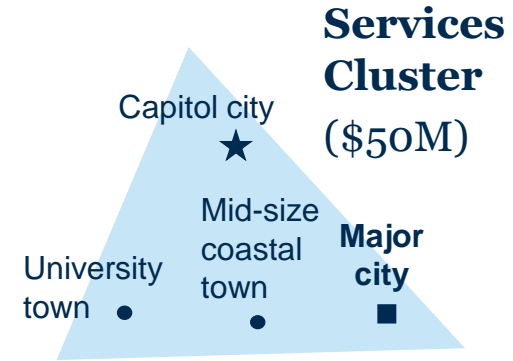 Services
Cluster
($50M)
Capitol city
Mid-size
coastal
town
Major
city
University
town